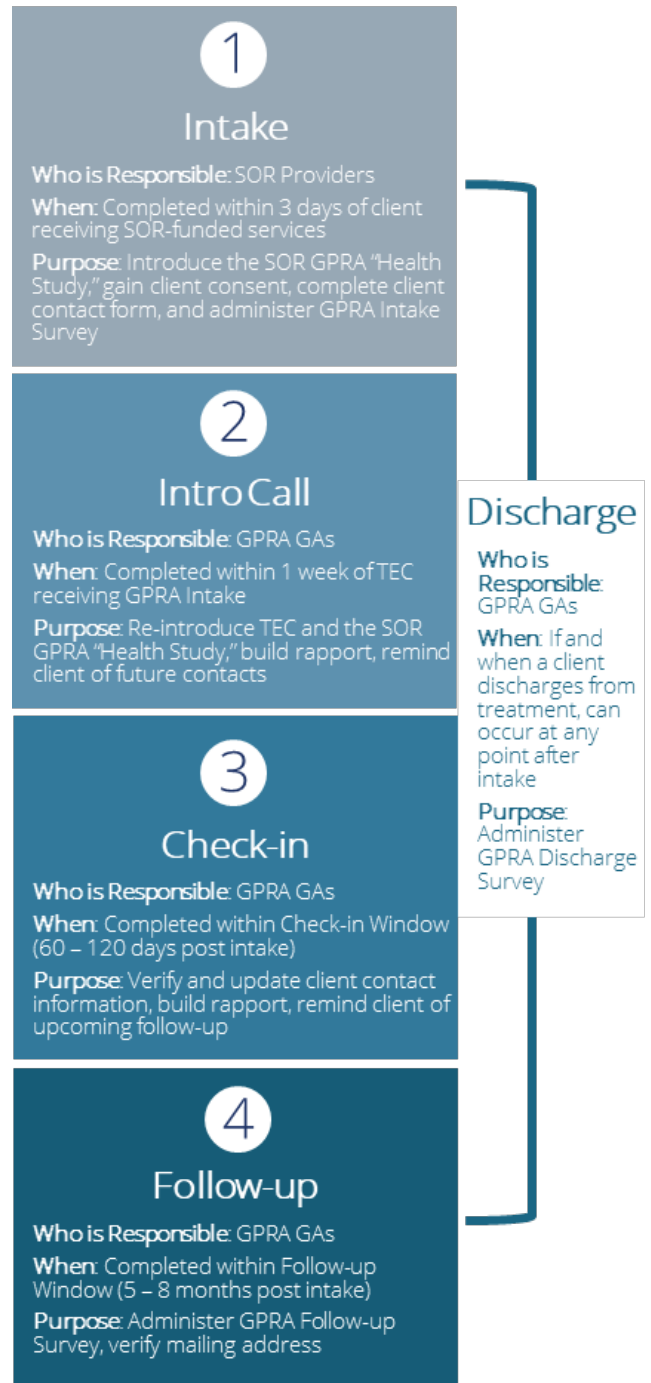 1
Intake
Who is Responsible: SOR Providers
When: Completed within 3 days of client
receiving SOR-funded services
Purpose: Introduce the SOR GPRA “Health
Study,” gain client consent, complete client
contact form, and administer GPRA Intake
Survey
2
Intro Call
Who is Responsible: GPRA GAs
When: Completed within 1 week of TEC
receiving GPRA Intake
Purpose: Re-introduce TEC and the SOR
GPRA “Health Study,” build rapport, remind
client of future contacts
3
Check-in
Who is Responsible: GPRA GAs
When: Completed within Check-in Window
(60 – 120 days post intake)
Purpose: Verify and update client contact
information, build rapport, remind client of
upcoming follow-up
4
Follow-up
Who is Responsible: GPRA GAs
When: Completed within Follow-up
Window (5 – 8 months post intake)
Purpose: Administer GPRA Follow-up
Survey, verify mailing address
Discharge
Who is
Responsible:
GPRA GAs
When: If and
when a client
discharges from
treatment, can
occur at any
point after
intake
Purpose:
Administer
GPRA Discharge
Survey